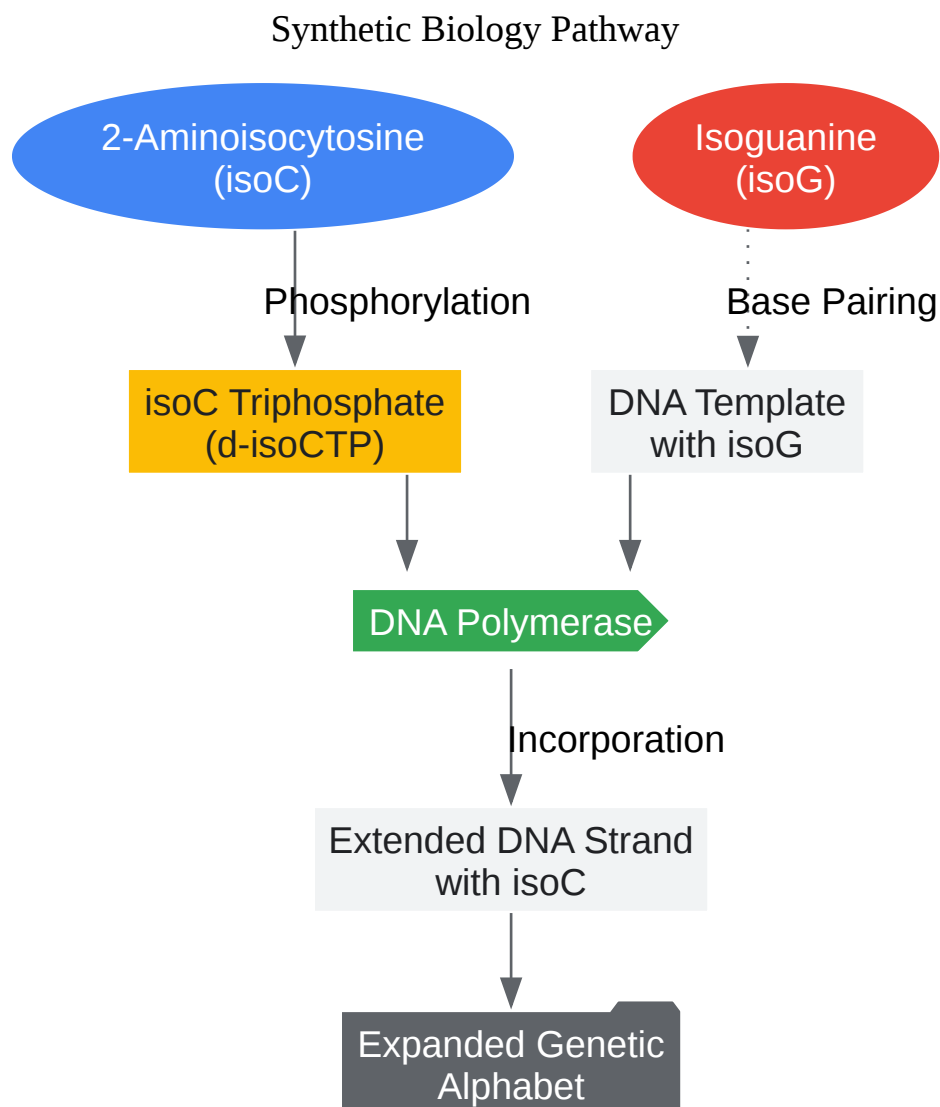 Synthetic Biology Pathway
2-Aminoisocytosine
(isoC)
Isoguanine
(isoG)
Phosphorylation
Base Pairing
isoC Triphosphate
(d-isoCTP)
DNA Template
with isoG
DNA Polymerase
Incorporation
Extended DNA Strand
with isoC
Expanded Genetic
Alphabet